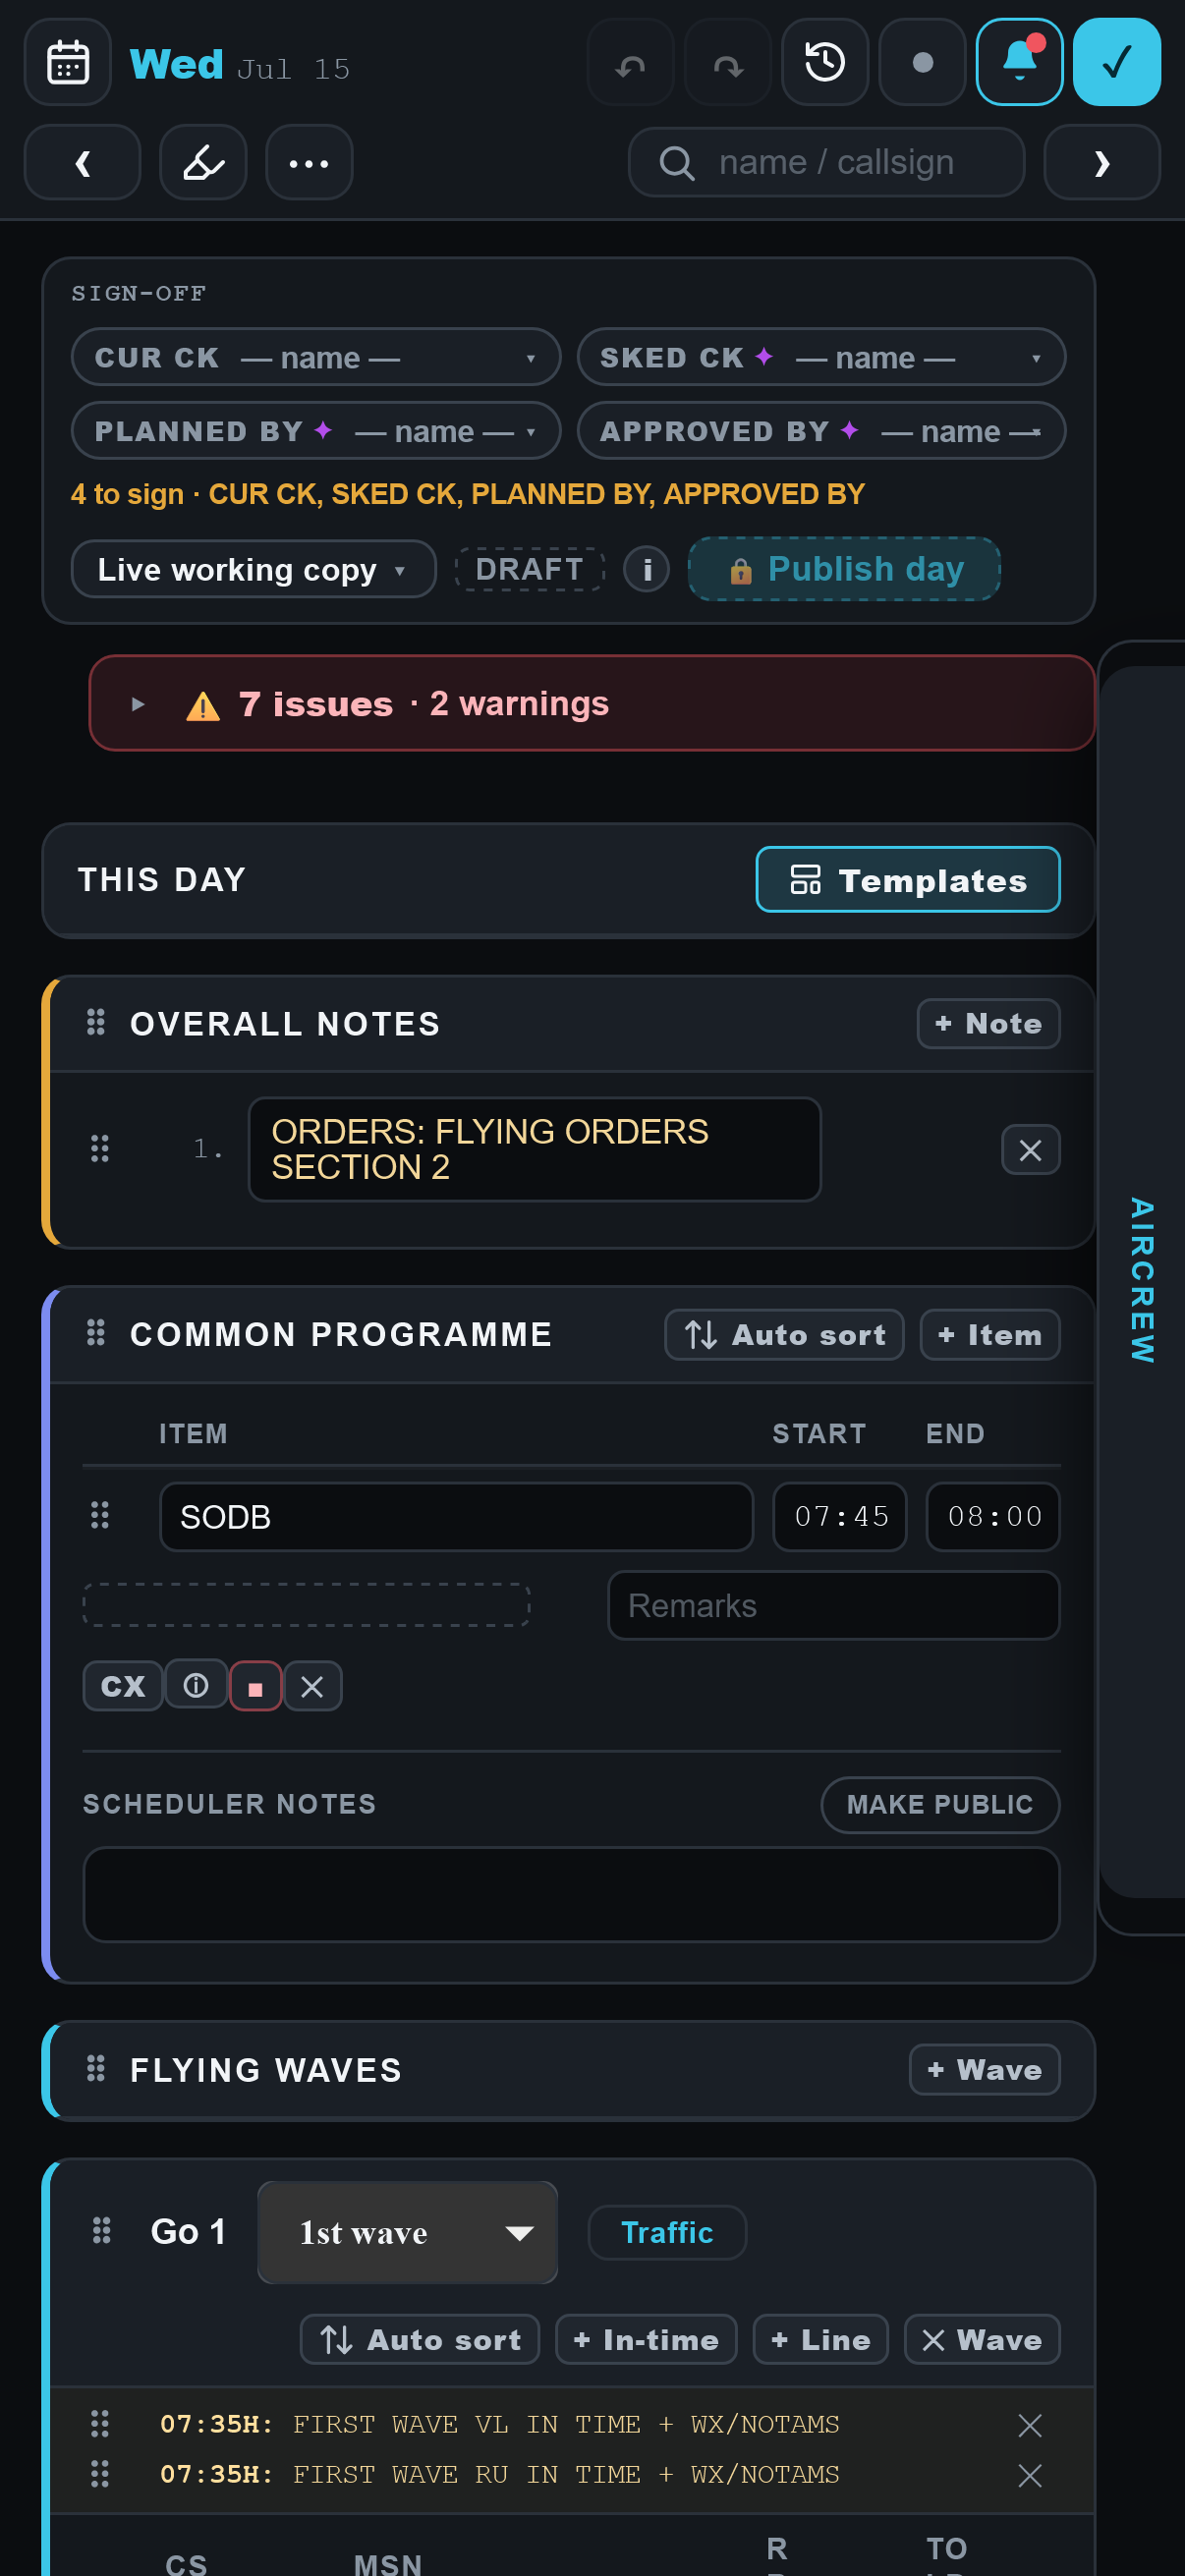 Wed Jul 15
name / callsign
SIGN-OFF
CUR CK — name —
SKED CK ✦ — name —
PLANNED BY ✦ — name —
APPROVED BY ✦ — name —
4 to sign · CUR CK, SKED CK, PLANNED BY, APPROVED BY
Live working copy
DRAFT
i
Publish day
7 issues · 2 warnings
THIS DAY
Templates
OVERALL NOTES
+ Note
1.
ORDERS: FLYING ORDERS
SECTION 2
AIRCREW
COMMON PROGRAMME
Auto sort
+ Item
ITEM START END
SODB 07:45 08:00
Remarks
CX
SCHEDULER NOTES
MAKE PUBLIC
FLYING WAVES
+ Wave
Go 1
1st wave
Traffic
Auto sort
+ In-time
+ Line
× Wave
07:35H: FIRST WAVE VL IN TIME + WX/NOTAMS
07:35H: FIRST WAVE RU IN TIME + WX/NOTAMS
CS MSN R TO